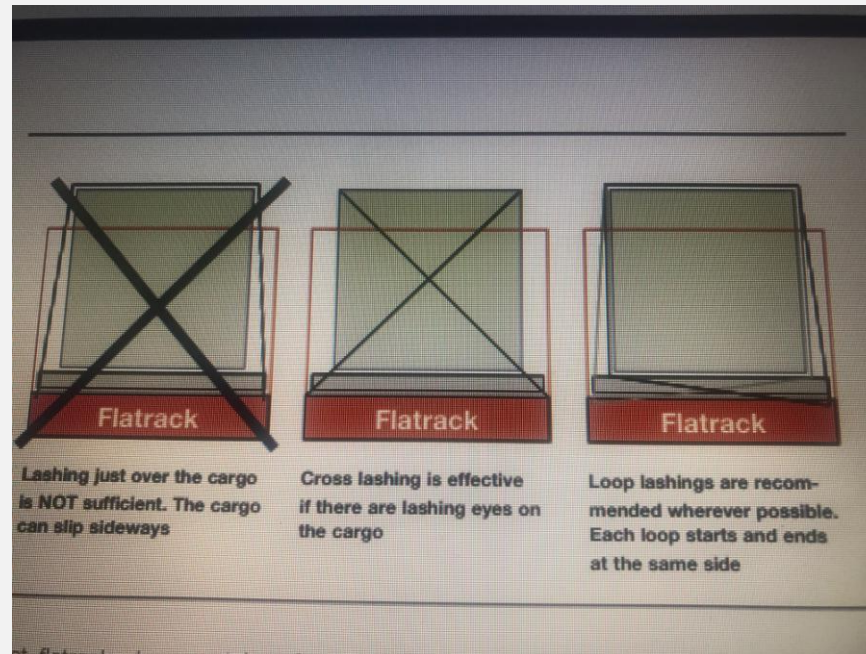 Flatrack
Flatrack
Flatrack
Lashing just over the cargo
is NOT sufficient. The cargo
can slip sideways
Cross lashing is effective
if there are lashing eyes on
the cargo
Loop lashings are recom-
mended wherever possible.
Each loop starts and ends
at the same side